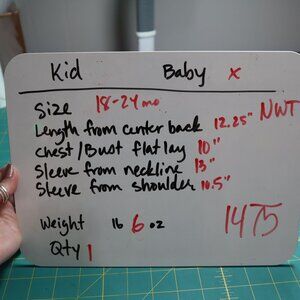 Kid Baby x
Size 18-24 mo NWT
Length from center back 12.25"
Chest/Bust flat lay 10"
Sleeve from neckline 13"
Sleeve from shoulder 10.5"
Weight lb 6 oz
1475
Qty 1